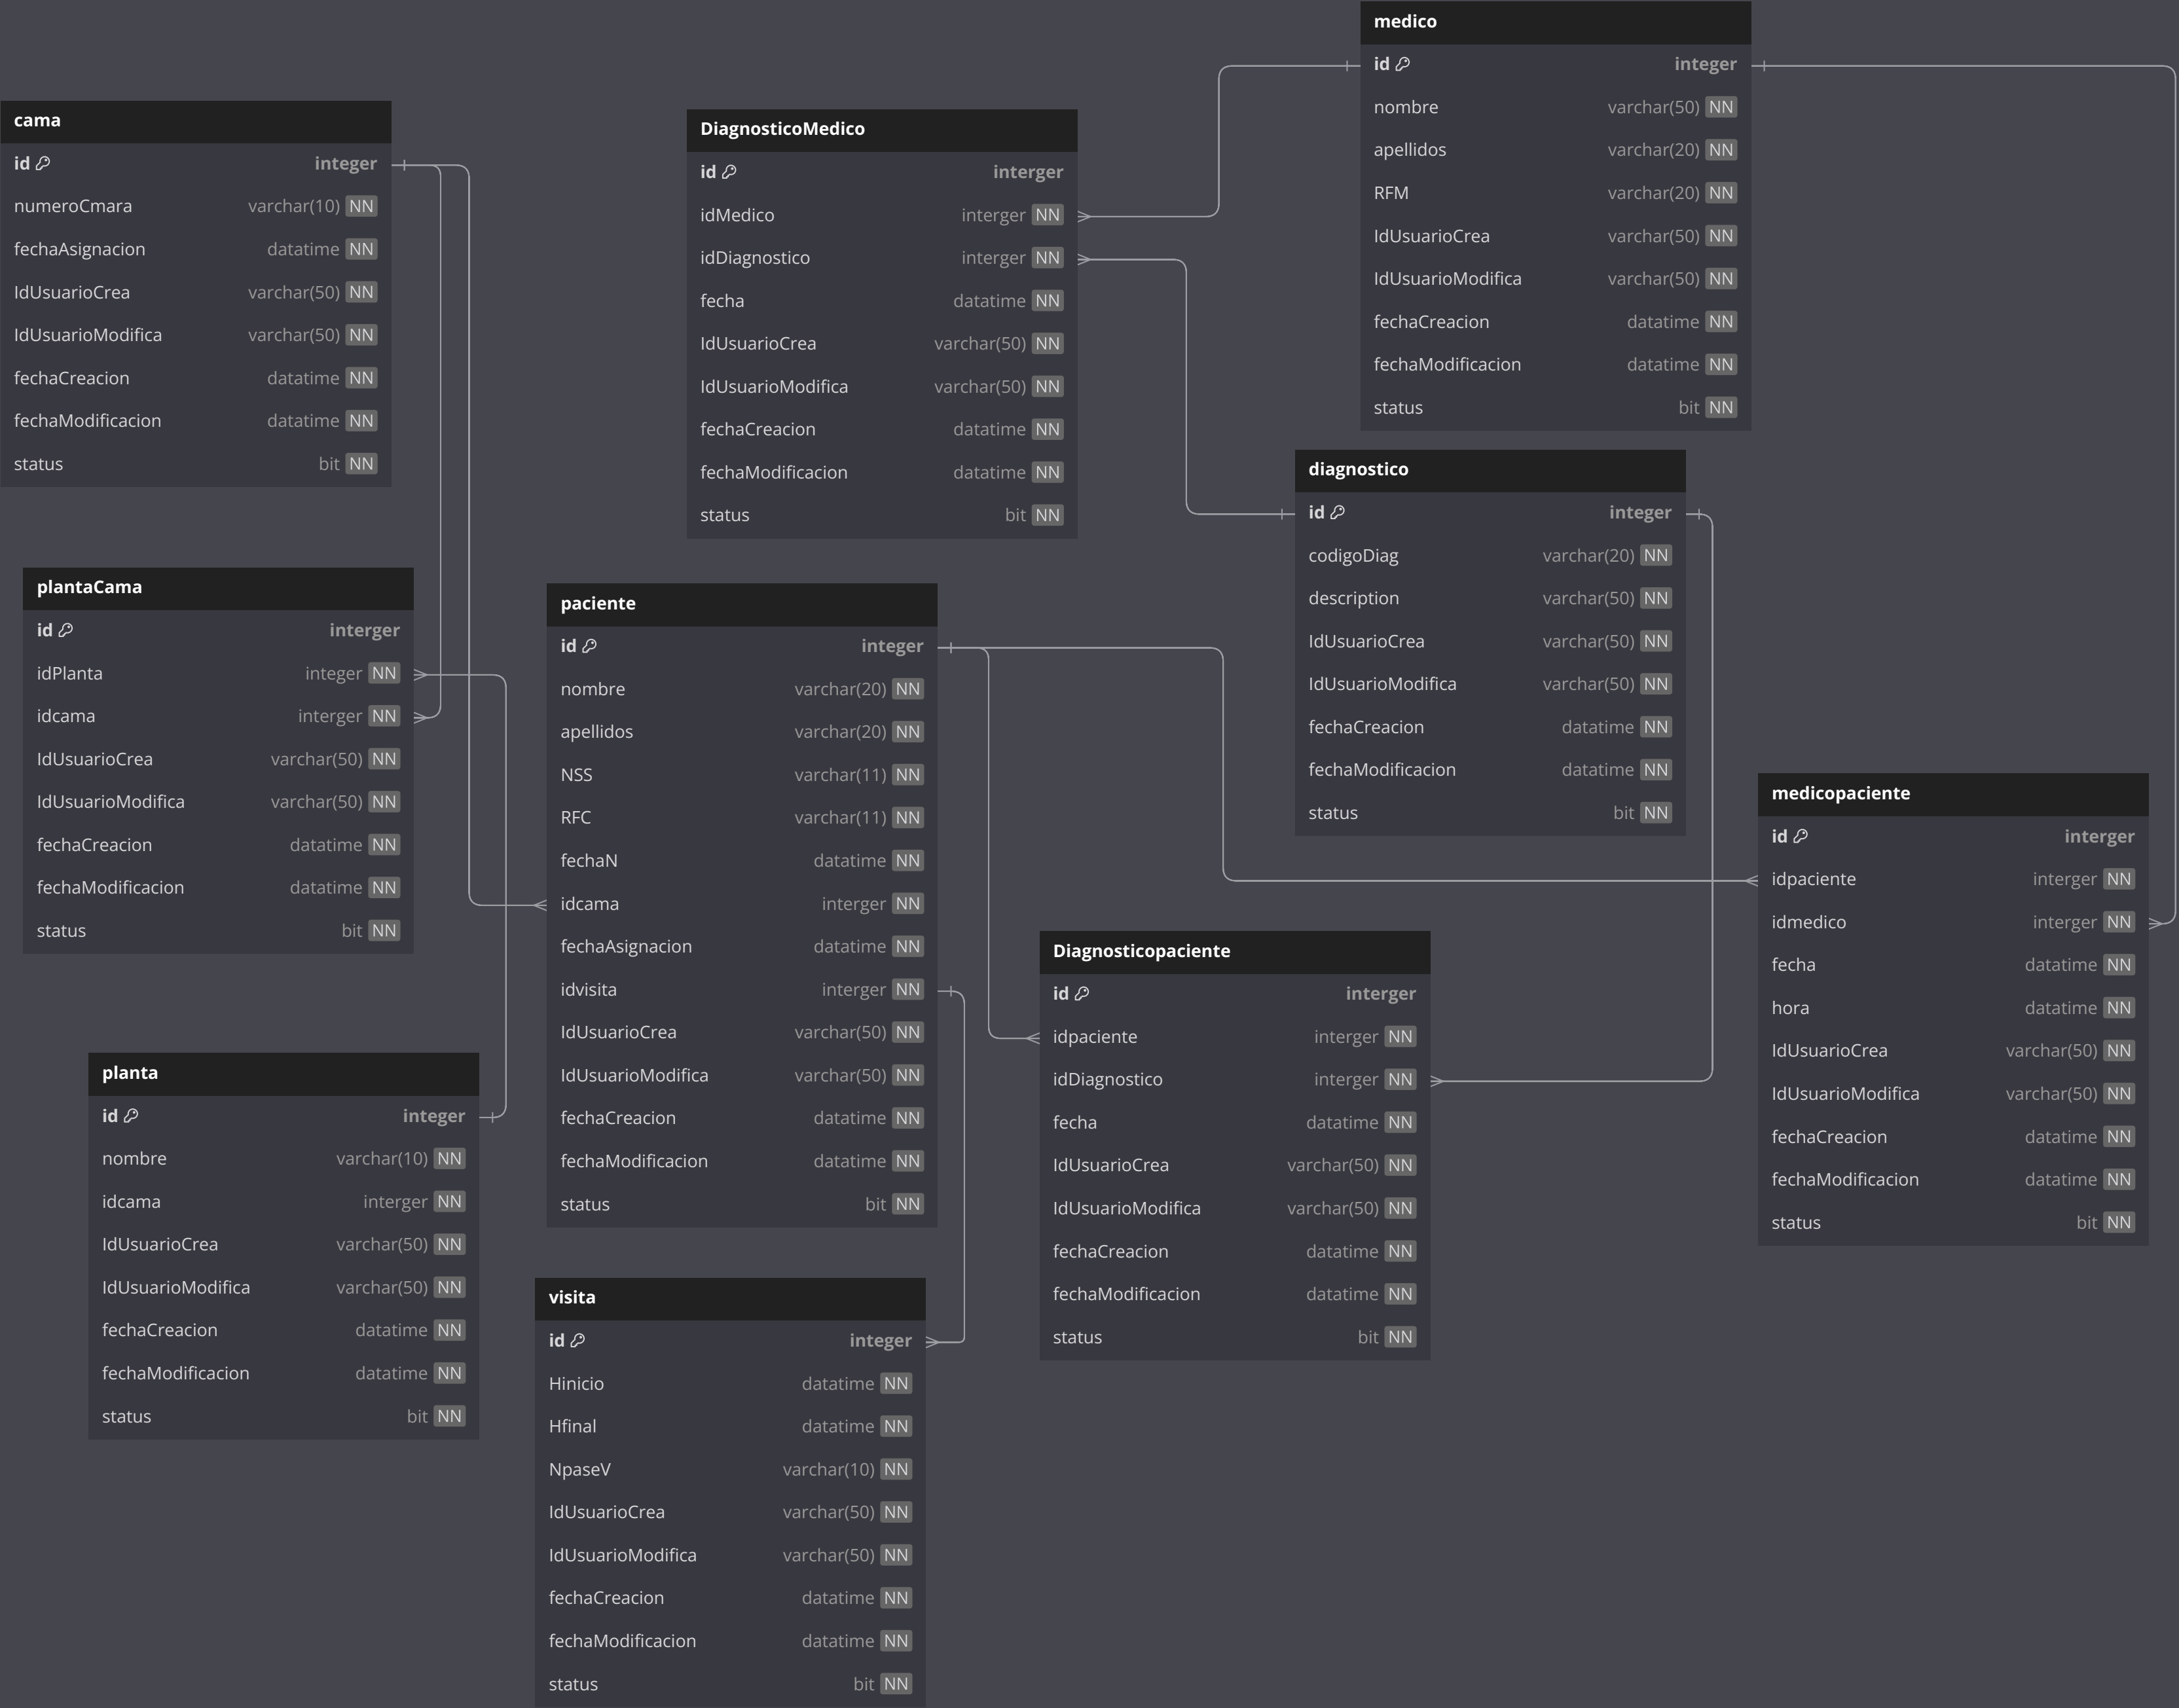 medico
id integer
nombre varchar(50) NN
apellidos varchar(20) NN
RFM varchar(20) NN
IdUsuarioCrea varchar(50) NN
IdUsuarioModifica varchar(50) NN
fechaCreacion datatime NN
fechaModificacion datatime NN
status bit NN
cama
id integer
numeroCmara varchar(10) NN
fechaAsignacion datatime NN
IdUsuarioCrea varchar(50) NN
IdUsuarioModifica varchar(50) NN
fechaCreacion datatime NN
fechaModificacion datatime NN
status bit NN
DiagnosticoMedico
id interger
idMedico interger NN
idDiagnostico interger NN
fecha datatime NN
IdUsuarioCrea varchar(50) NN
IdUsuarioModifica varchar(50) NN
fechaCreacion datatime NN
fechaModificacion datatime NN
status bit NN
diagnostico
id integer
codigoDiag varchar(20) NN
description varchar(50) NN
IdUsuarioCrea varchar(50) NN
IdUsuarioModifica varchar(50) NN
fechaCreacion datatime NN
fechaModificacion datatime NN
status bit NN
plantaCama
id interger
idPlanta integer NN
idcama interger NN
IdUsuarioCrea varchar(50) NN
IdUsuarioModifica varchar(50) NN
fechaCreacion datatime NN
fechaModificacion datatime NN
status bit NN
paciente
id integer
nombre varchar(20) NN
apellidos varchar(20) NN
NSS varchar(11) NN
RFC varchar(11) NN
fechaN datatime NN
idcama interger NN
fechaAsignacion datatime NN
idvisita interger NN
IdUsuarioCrea varchar(50) NN
IdUsuarioModifica varchar(50) NN
fechaCreacion datatime NN
fechaModificacion datatime NN
status bit NN
medicopaciente
id interger
idpaciente interger NN
idmedico interger NN
fecha datatime NN
hora datatime NN
IdUsuarioCrea varchar(50) NN
IdUsuarioModifica varchar(50) NN
fechaCreacion datatime NN
fechaModificacion datatime NN
status bit NN
Diagnosticopaciente
id interger
idpaciente interger NN
idDiagnostico interger NN
fecha datatime NN
IdUsuarioCrea varchar(50) NN
IdUsuarioModifica varchar(50) NN
fechaCreacion datatime NN
fechaModificacion datatime NN
status bit NN
planta
id integer
nombre varchar(10) NN
idcama interger NN
IdUsuarioCrea varchar(50) NN
IdUsuarioModifica varchar(50) NN
fechaCreacion datatime NN
fechaModificacion datatime NN
status bit NN
visita
id integer
Hinicio datatime NN
Hfinal datatime NN
NpaseV varchar(10) NN
IdUsuarioCrea varchar(50) NN
IdUsuarioModifica varchar(50) NN
fechaCreacion datatime NN
fechaModificacion datatime NN
status bit NN